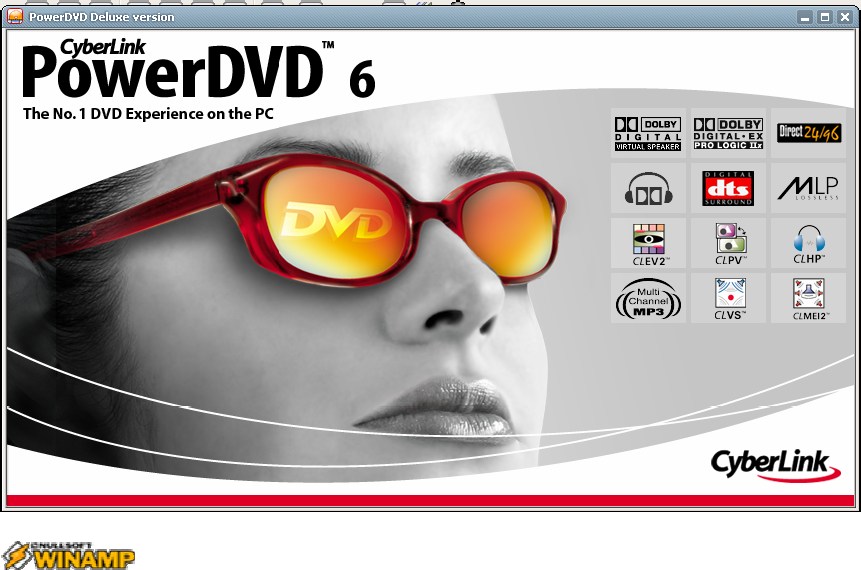 PowerDVD Deluxe version
CyberLink
PowerDVD™ 6
The No. 1 DVD Experience on the PC
DVD
DOLBY
DIGITAL
VIRTUAL SPEAKER
DOLBY
DIGITAL·EX
PRO LOGIC IIx
Direct 24/96
DIGITAL
dts
SURROUND
MLP
LOSSLESS
CLEV2™
CLPV™
CLHP™
Multi
Channel
MP3
CLVS™
CLMEI2™
CyberLink
NULLSOFT
WINAMP